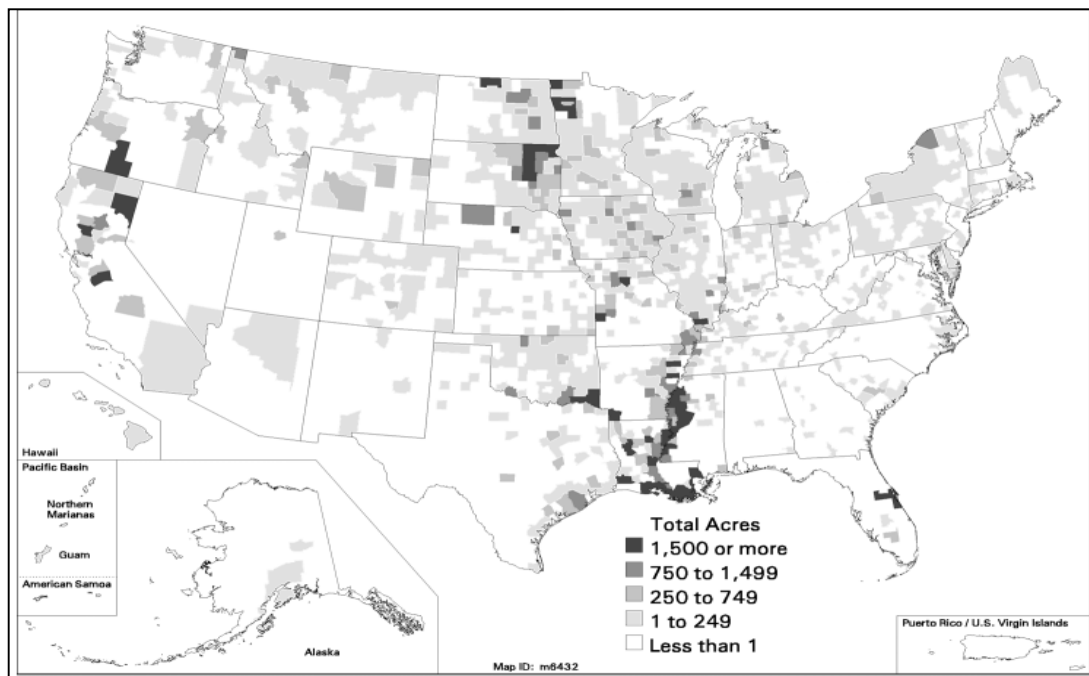 Hawaii
Pacific Basin
Northern
Marianas
Guam
American Samoa
Alaska
Map ID: m6432
Total Acres
1,500 or more
750 to 1,499
250 to 749
1 to 249
Less than 1
Puerto Rico / U.S. Virgin Islands